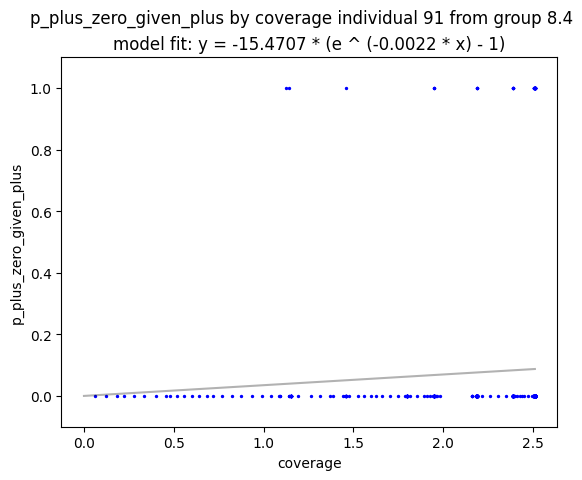 p_plus_zero_given_plus by coverage individual 91 from group 8.4
model fit: y = -15.4707 * (e ^ (-0.0022 * x) - 1)
1.0
0.8
0.6
0.4
0.2
0.0
p_plus_zero_given_plus
0.0 0.5 1.0 1.5 2.0 2.5
coverage